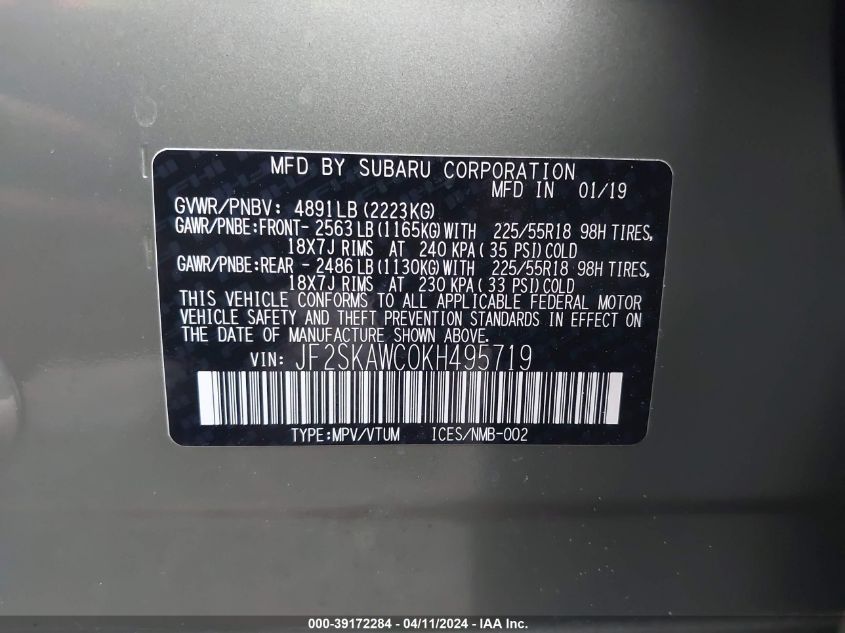 MFD BY SUBARU CORPORATION
MFD IN 01/19
GVWR/PNBV: 4891LB(2223KG)
GAWR/PNBE:FRONT- 2563LB(1165KG)WITH 225/55R18 98H TIRES,
18X7J RIMS AT 240 KPA( 35 PSI)COLD
GAWR/PNBE:REAR - 2486LB(1130KG)WITH 225/55R18 98H TIRES,
18X7J RIMS AT 230 KPA( 33 PSI)COLD
THIS VEHICLE CONFORMS TO ALL APPLICABLE FEDERAL MOTOR
VEHICLE SAFETY AND THEFT PREVENTION STANDARDS IN EFFECT ON
THE DATE OF MANUFACTURE SHOWN ABOVE.
VIN: JF2SKAWC0KH495719
TYPE:MPV/VTUM ICES/NMB-002
000-39172284 - 04/11/2024 - IAA Inc.